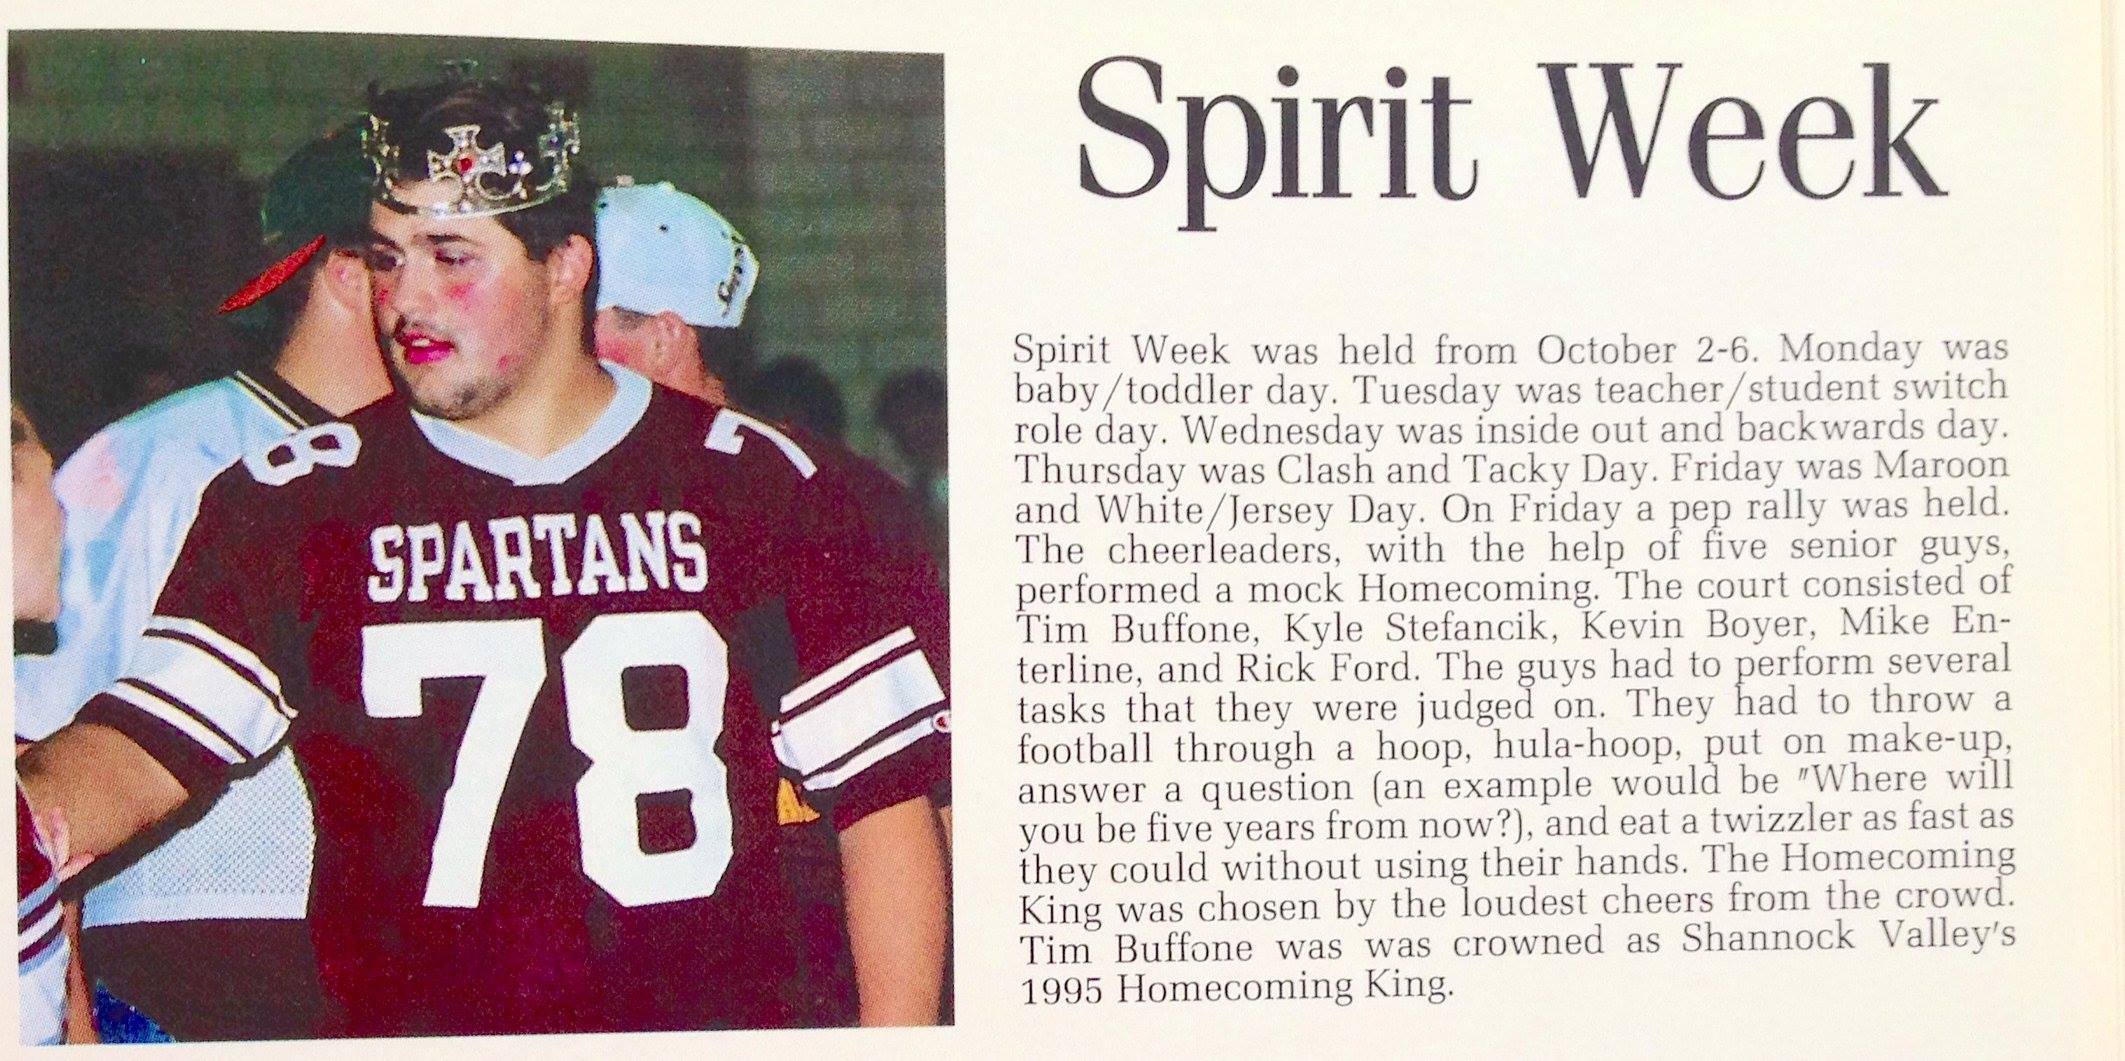 Spirit Week
8
7
SPARTANS
78
Spirit Week was held from October 2-6. Monday was
baby/toddler day. Tuesday was teacher/student switch
role day. Wednesday was inside out and backwards day.
Thursday was Clash and Tacky Day. Friday was Maroon
and White/Jersey Day. On Friday a pep rally was held.
The cheerleaders, with the help of five senior guys,
performed a mock Homecoming. The court consisted of
Tim Buffone, Kyle Stefancik, Kevin Boyer, Mike En-
terline, and Rick Ford. The guys had to perform several
tasks that they were judged on. They had to throw a
football through a hoop, hula-hoop, put on make-up,
answer a question (an example would be "Where will
you be five years from now?), and eat a twizzler as fast as
they could without using their hands. The Homecoming
King was chosen by the loudest cheers from the crowd.
Tim Buffone was was crowned as Shannock Valley's
1995 Homecoming King.